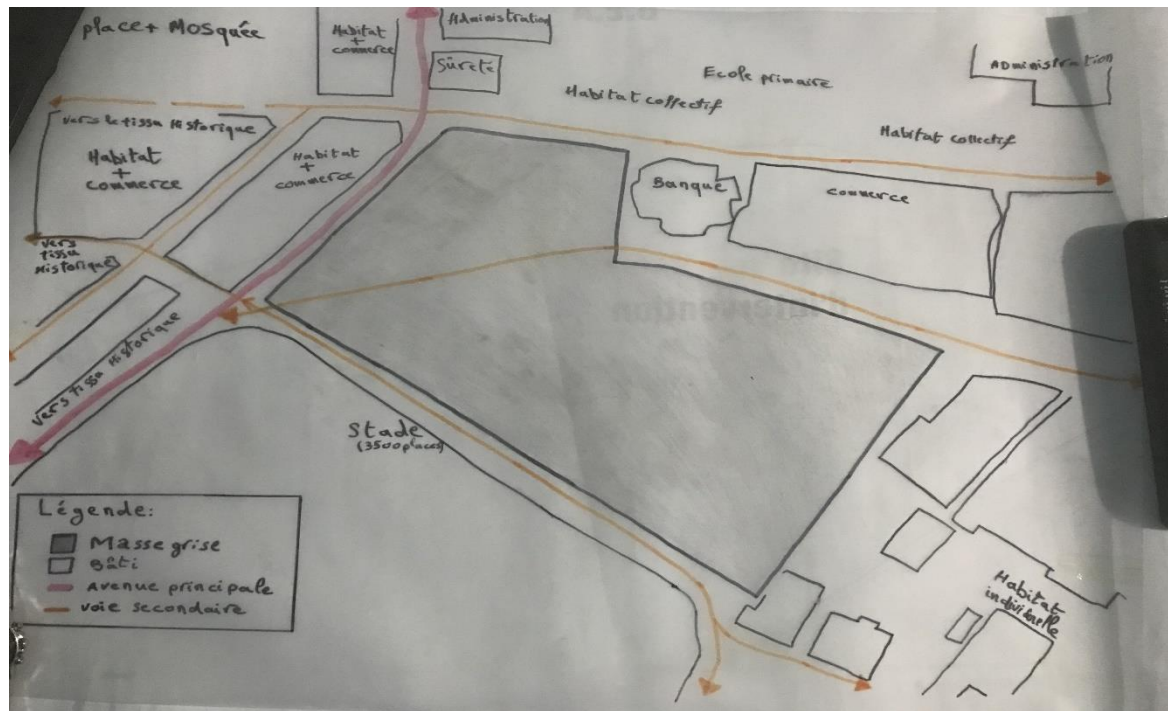 place + Mosquée
Habitat
+
commerce
Administration
Sûreté
Ecole primaire
Administration
Habitat collectif
Habitat collectif
vers le tissu Historique
Habitat
+
commerce
Habitat
+
commerce
Banque
commerce
vers
tissu
Historique
vers tissu Historique
d'intervention
Stade
(3500places)
Habitat
individuelle
Légende:
Masse grise
Bâti
Avenue principale
voie secondaire